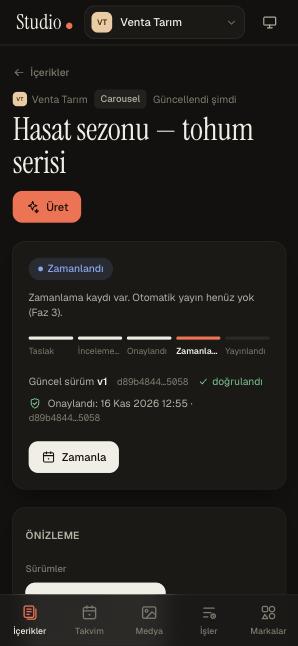 Studio
VT Venta Tarım
← İçerikler
VT Venta Tarım Carousel Güncellendi şimdi
Hasat sezonu — tohum
serisi
Üret
Zamanlandı
Zamanlama kaydı var. Otomatik yayın henüz yok
(Faz 3).
Taslak İnceleme… Onaylandı Zamanla… Yayınlandı
Güncel sürüm v1 d89b4844…5058 ✓ doğrulandı
Onaylandı: 16 Kas 2026 12:55 ·
d89b4844…5058
Zamanla
ÖNİZLEME
Sürümler
İçerikler Takvim Medya İşler Markalar